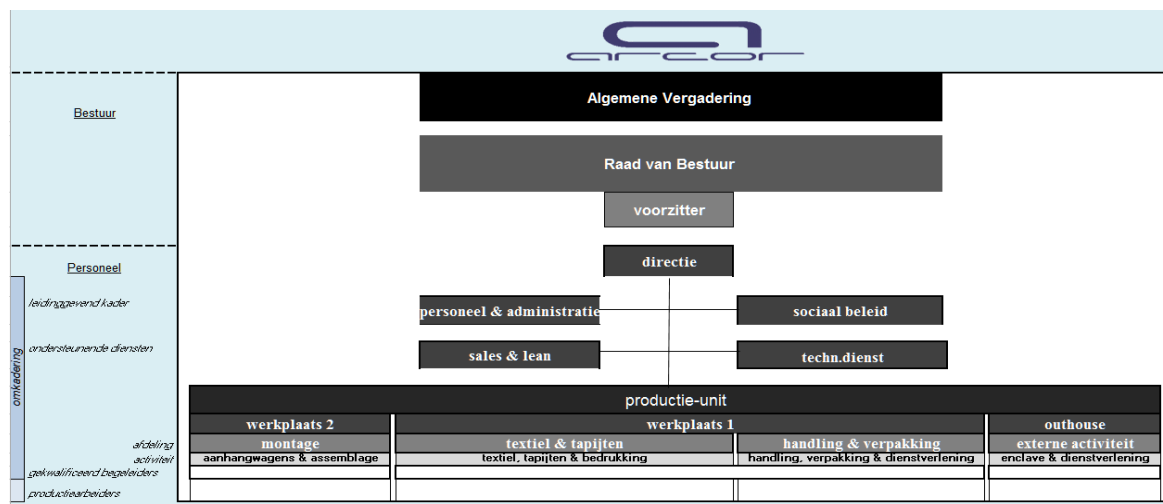 arcor
Algemene Vergadering
Bestuur
Raad van Bestuur
voorzitter
directie
Personeel
leidinggevend kader
personeel & administratie
sociaal beleid
ondersteunende diensten
sales & lean
techn.dienst
omkadering
productie-unit
werkplaats 2
werkplaats 1
outhouse
afdeling
montage
textiel & tapijten
handling & verpakking
externe activiteit
activiteit
aanhangwagens & assemblage
textiel, tapijten & bedrukking
handling, verpakking & dienstverlening
enclave & dienstverlening
gekwalificeerd begeleiders
productiearbeiders